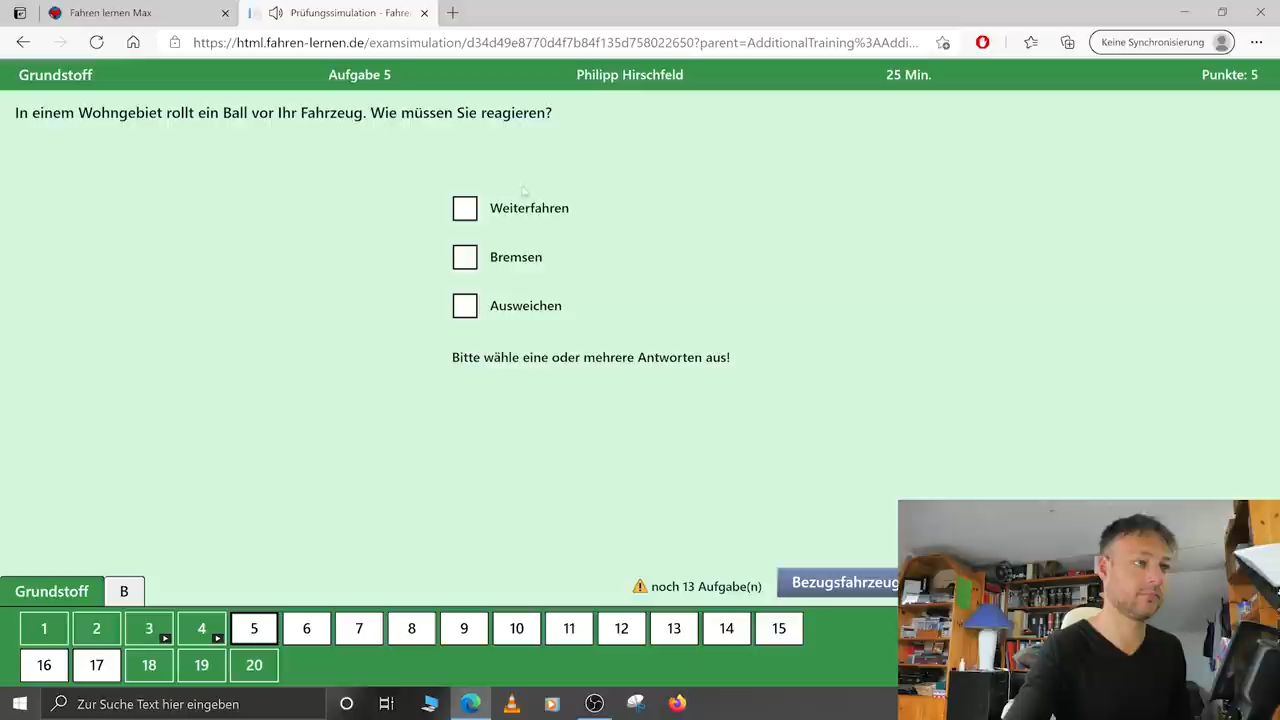 Fahren lernen Max
Prüfungssimulation - Fahre
https://html.fahren-lernen.de/examsimulation/d34d49e8770d4f7b84f135d758022650?parent=AdditionalTraining%3AAddi...
Keine Synchronisierung
Grundstoff
Aufgabe 5
Philipp Hirschfeld
25 Min.
Punkte: 5
In einem Wohngebiet rollt ein Ball vor Ihr Fahrzeug. Wie müssen Sie reagieren?
Weiterfahren
Bremsen
Ausweichen
Bitte wähle eine oder mehrere Antworten aus!
Grundstoff
B
noch 13 Aufgabe(n)
Bezugsfahrzeug
1 2 3 4 5 6 7 8 9 10 11 12 13 14 15
16 17 18 19 20
Zur Suche Text hier eingeben